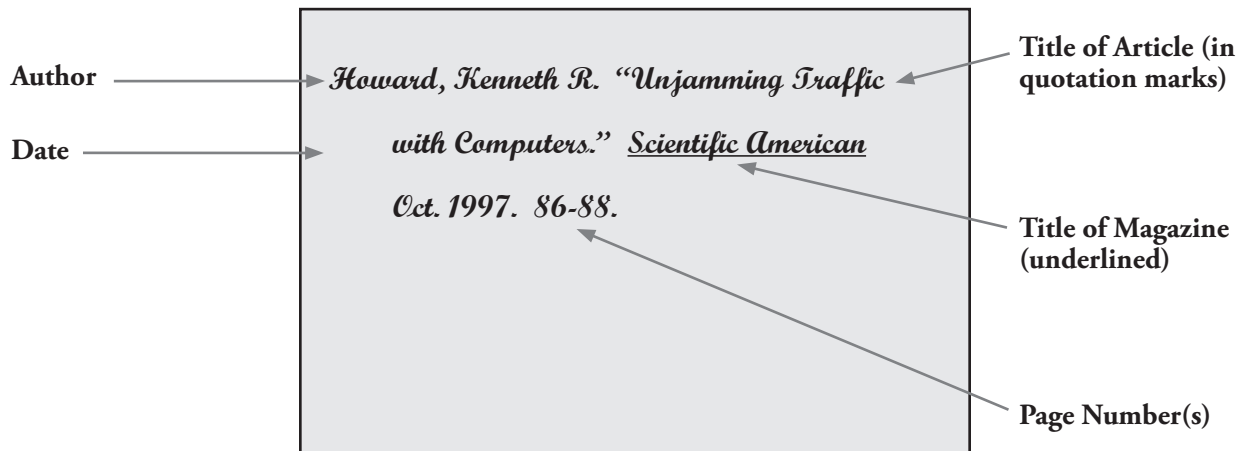 Author
Date
Howard, Kenneth R. “Unjamming Traffic
with Computers.” Scientific American
Oct. 1997. 86-88.
Title of Article (in
quotation marks)
Title of Magazine
(underlined)
Page Number(s)